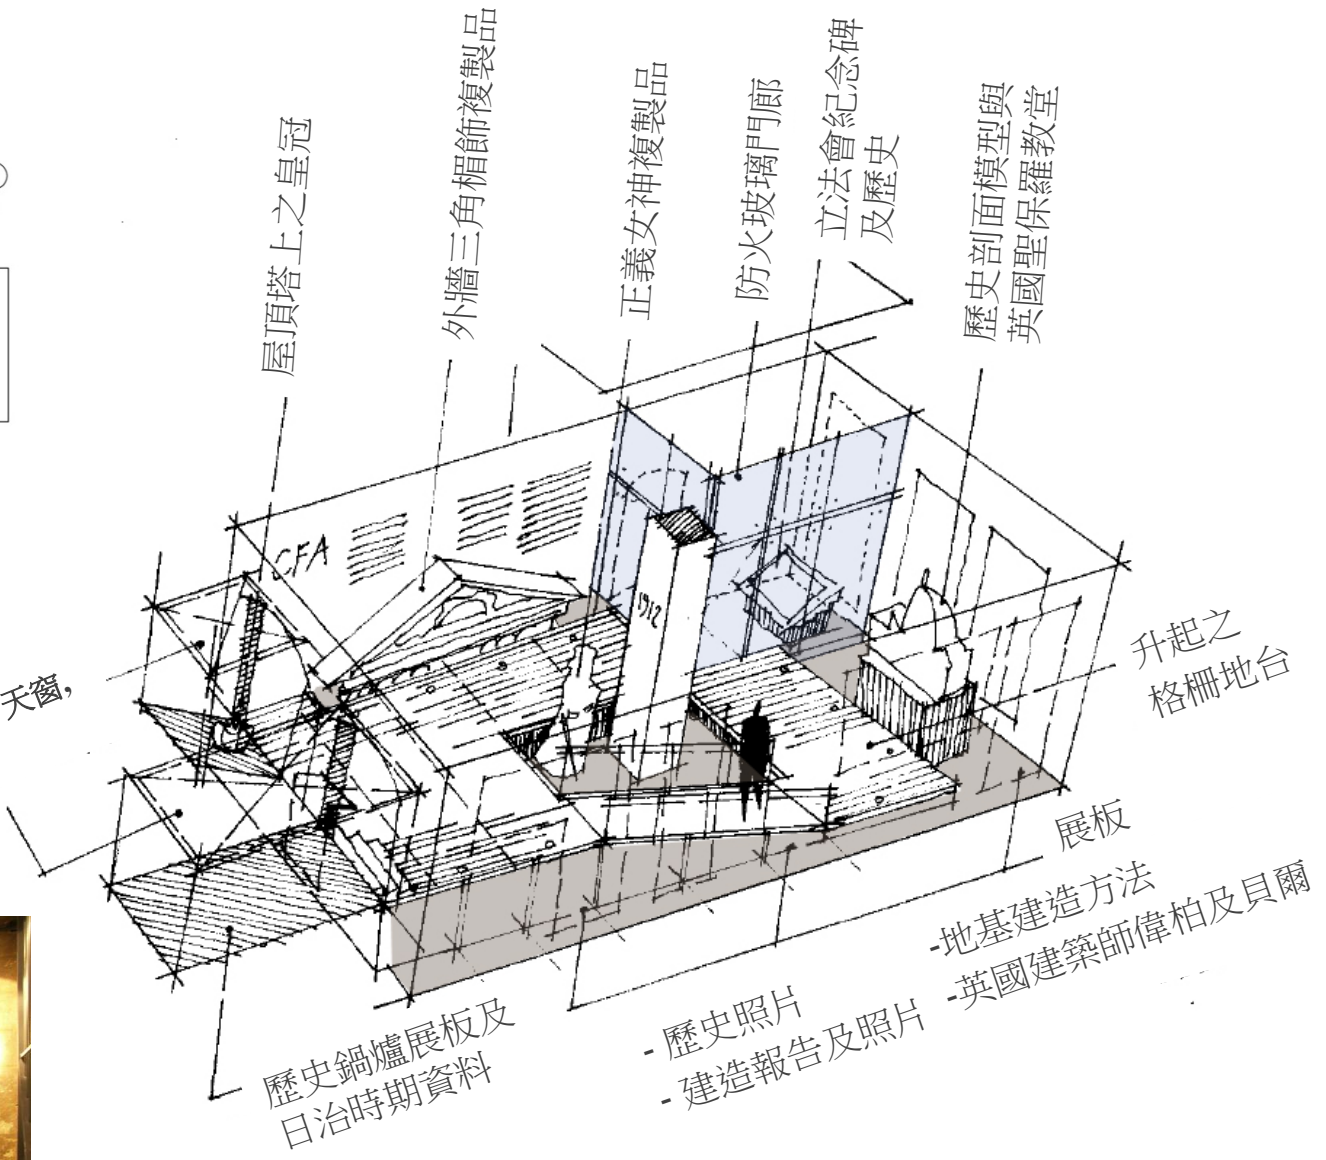 屋頂塔上之皇冠
外牆三角楣飾複製品
正義女神複製品
防火玻璃門廊
立法會紀念碑
及歷史
歷史剖面模型與
英國聖保羅教堂
CFA
1912
天窗,
升起之
格柵地台
展板
-地基建造方法
-英國建築師偉柏及貝爾
- 歷史照片
- 建造報告及照片
歷史鍋爐展板及
日治時期資料